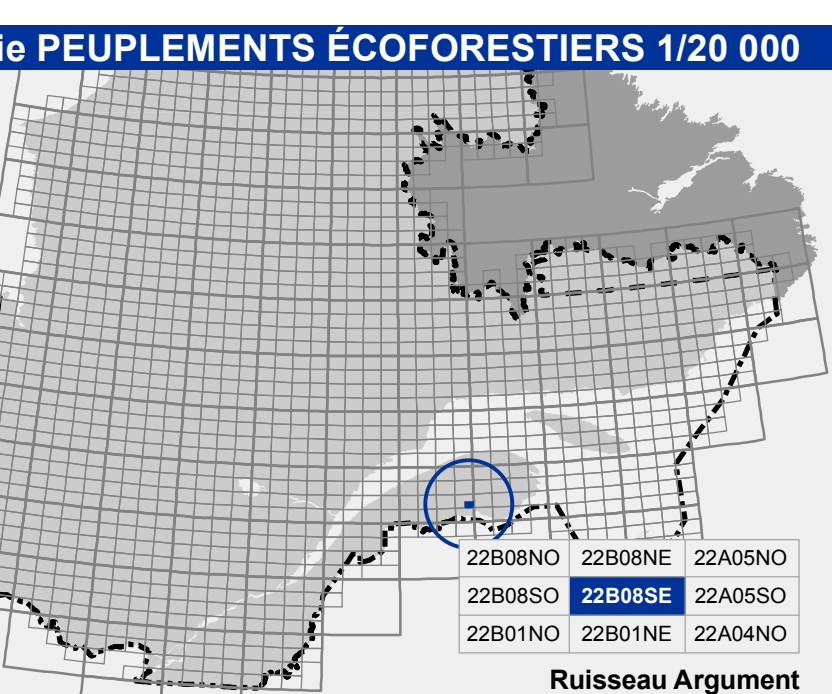 ie PEUPLEMENTS ÉCOFORESTIERS 1/20 000
22B08NO 22B08NE 22A05NO
22B08SO 22B08SE 22A05SO
22B01NO 22B01NE 22A04NO
Ruisseau Argument